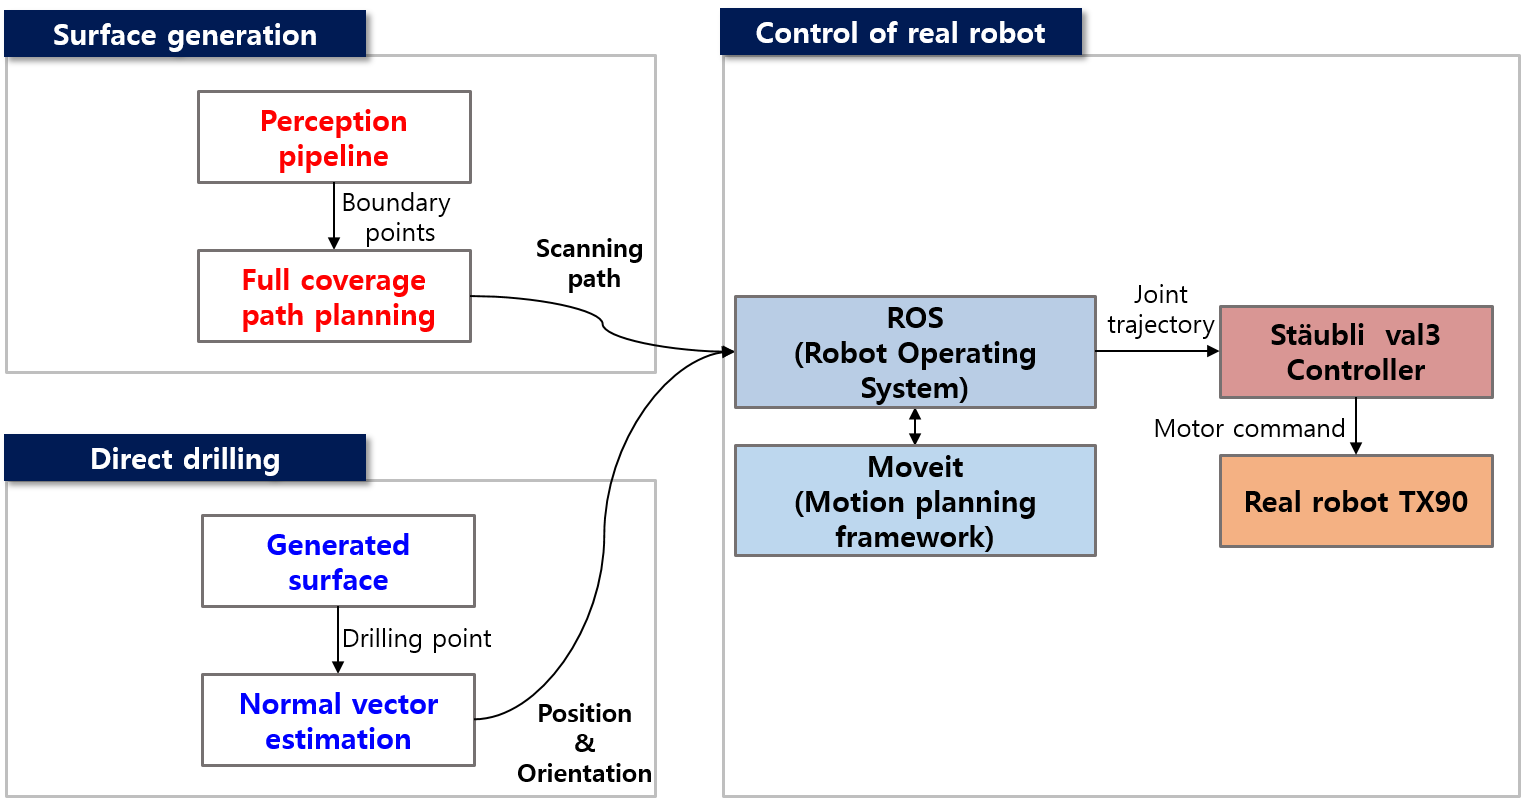 Surface generation
Perception
pipeline
Boundary
points
Full coverage
path planning
Scanning
path
Direct drilling
Generated
surface
Drilling point
Normal vector
estimation
Position
&
Orientation
Control of real robot
ROS
(Robot Operating
System)
Moveit
(Motion planning
framework)
Joint
trajectory
Stäubli val3
Controller
Motor command
Real robot TX90